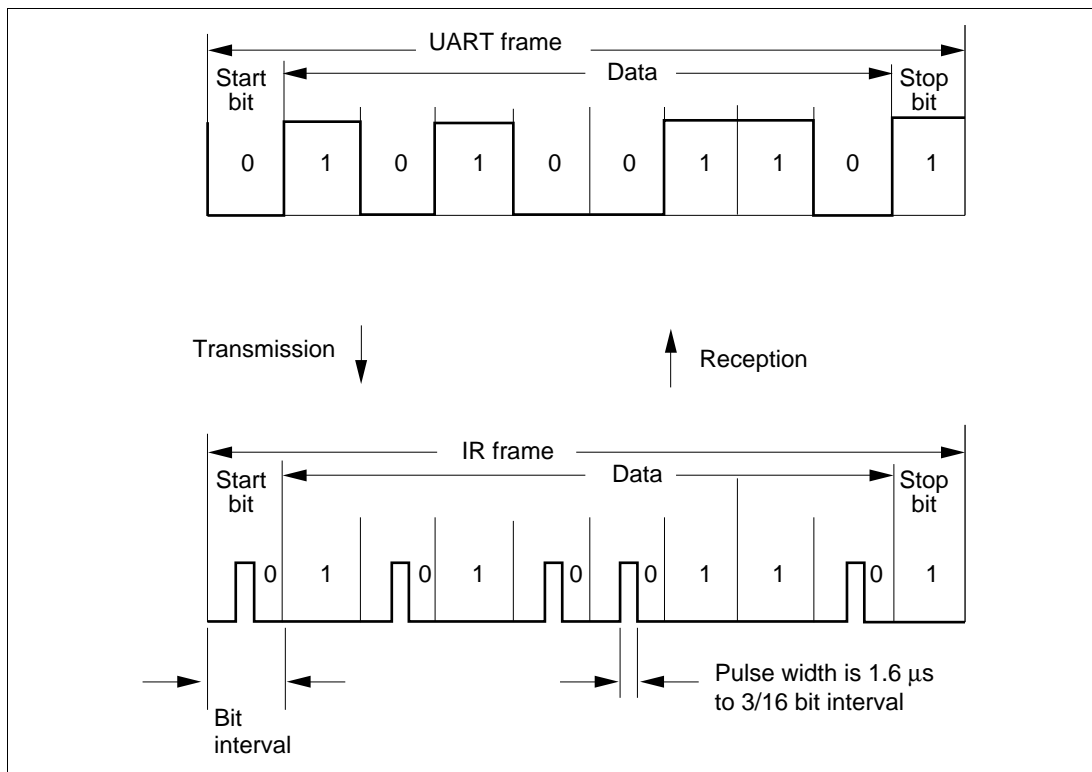 UART frame
Start bit
Data
Stop bit
0 1 0 1 0 0 1 1 0 1
Transmission
Reception
IR frame
Start bit
Data
Stop bit
0 1 0 1 0 0 1 1 0 1
Bit interval
Pulse width is 1.6 μs
to 3/16 bit interval